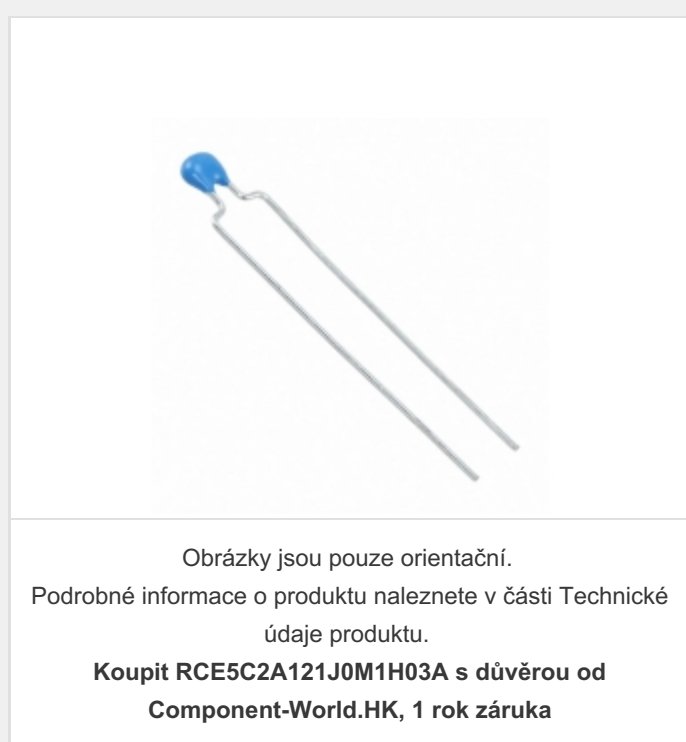 Obrázky jsou pouze orientační.
Podrobné informace o produktu naleznete v části Technické
údaje produktu.
Koupit RCE5C2A121J0M1H03A s důvěrou od
Component-World.HK, 1 rok záruka